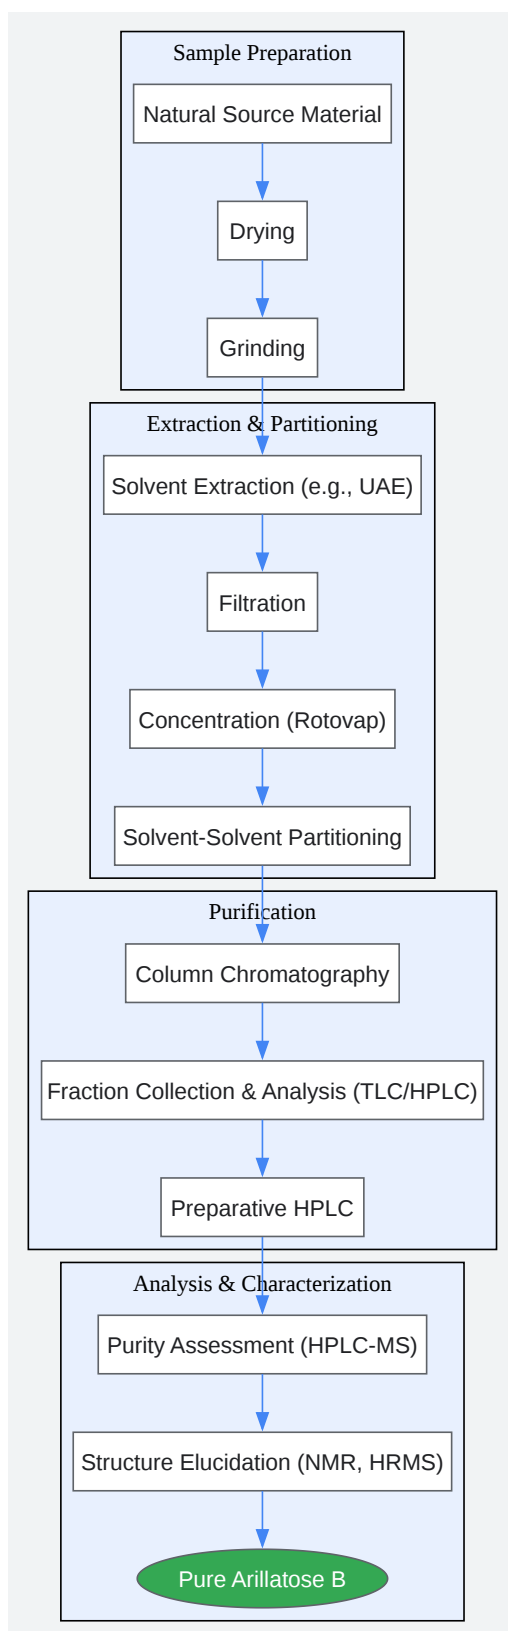 Sample Preparation
Natural Source Material
Drying
Grinding
Extraction & Partitioning
Solvent Extraction (e.g., UAE)
Filtration
Concentration (Rotovap)
Solvent-Solvent Partitioning
Purification
Column Chromatography
Fraction Collection & Analysis (TLC/HPLC)
Preparative HPLC
Analysis & Characterization
Purity Assessment (HPLC-MS)
Structure Elucidation (NMR, HRMS)
Pure Arillatose B